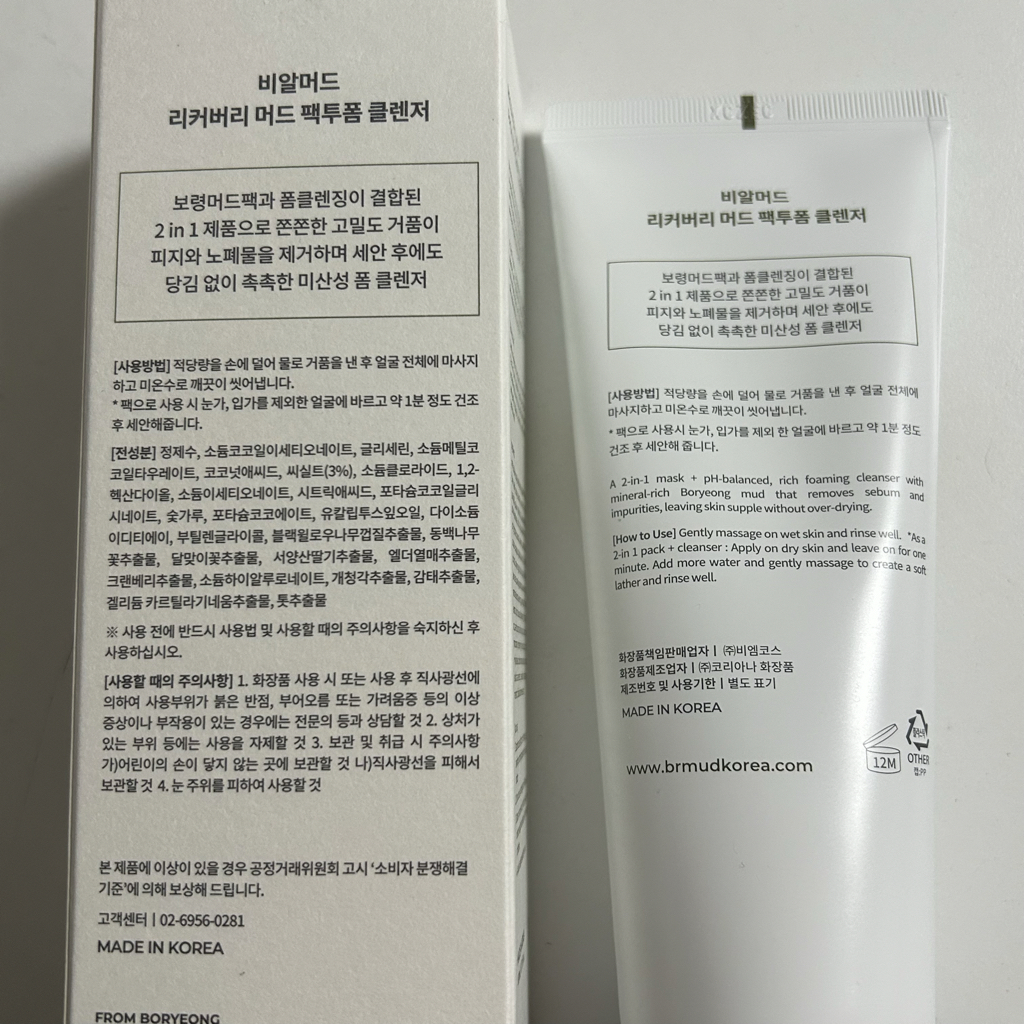 비알머드
리커버리 머드 팩투폼 클렌저
보령머드팩과 폼클렌징이 결합된
2 in 1 제품으로 쫀쫀한 고밀도 거품이
피지와 노폐물을 제거하며 세안 후에도
당김 없이 촉촉한 미산성 폼 클렌저
[사용방법] 적당량을 손에 덜어 물로 거품을 낸 후 얼굴 전체에 마사지
하고 미온수로 깨끗이 씻어냅니다.
* 팩으로 사용 시 눈가, 입가를 제외한 얼굴에 바르고 약 1분 정도 건조
후 세안해줍니다.
[전성분] 정제수, 소듐코코일이세티오네이트, 글리세린, 소듐메틸코
코일타우레이트, 코코넛애씨드, 씨실트(3%), 소듐클로라이드, 1,2-
헥산다이올, 소듐이세티오네이트, 시트릭애씨드, 포타슘코코일글리
시네이트, 숯가루, 포타슘코코에이트, 유칼립투스잎오일, 다이소듐
이디티에이, 부틸렌글라이콜, 블랙윌로우나무껍질추출물, 동백나무
꽃추출물, 달맞이꽃추출물, 서양산딸기추출물, 엘더열매추출물,
크랜베리추출물, 소듐하이알루로네이트, 개청각추출물, 감태추출물,
겔리듐 카르틸라기네움추출물, 톳추출물
※ 사용 전에 반드시 사용법 및 사용할 때의 주의사항을 숙지하신 후
사용하십시오.
[사용할 때의 주의사항] 1. 화장품 사용 시 또는 사용 후 직사광선에
의하여 사용부위가 붉은 반점, 부어오름 또는 가려움증 등의 이상
증상이나 부작용이 있는 경우에는 전문의 등과 상담할 것 2. 상처가
있는 부위 등에는 사용을 자제할 것 3. 보관 및 취급 시 주의사항
가)어린이의 손이 닿지 않는 곳에 보관할 것 나)직사광선을 피해서
보관할 것 4. 눈 주위를 피하여 사용할 것
본 제품에 이상이 있을 경우 공정거래위원회 고시 '소비자 분쟁해결
기준'에 의해 보상해 드립니다.
고객센터 | 02-6956-0281
MADE IN KOREA
FROM BORYEONG
비알머드
리커버리 머드 팩투폼 클렌저
보령머드팩과 폼클렌징이 결합된
2 in 1 제품으로 쫀쫀한 고밀도 거품이
피지와 노폐물을 제거하며 세안 후에도
당김 없이 촉촉한 미산성 폼 클렌저
[사용방법] 적당량을 손에 덜어 물로 거품을 낸 후 얼굴 전체에
마사지하고 미온수로 깨끗이 씻어냅니다.
* 팩으로 사용시 눈가, 입가를 제외 한 얼굴에 바르고 약 1분 정도
건조 후 세안해 줍니다.
A 2-in-1 mask + pH-balanced, rich foaming cleanser with
mineral-rich Boryeong mud that removes sebum and
impurities, leaving skin supple without over-drying.
[How to Use] Gently massage on wet skin and rinse well. *As a
2-in-1 pack + cleanser : Apply on dry skin and leave on for one
minute. Add more water and gently massage to create a soft
lather and rinse well.
화장품책임판매업자 | ㈜비엠코스
화장품제조업자 | ㈜코리아나 화장품
제조번호 및 사용기한 | 별도 표기
MADE IN KOREA
www.brmudkorea.com
12M
OTHER
캡:PP